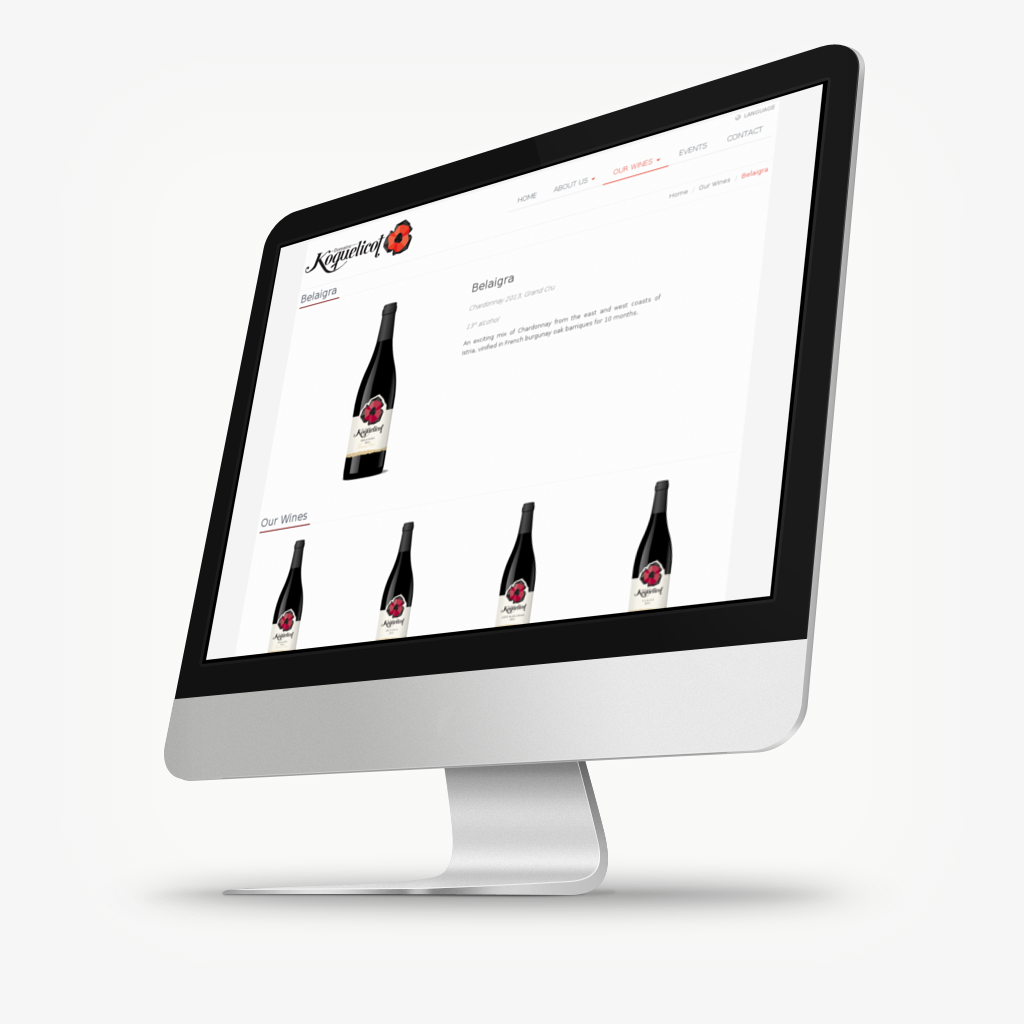 LANGUAGE
HOME ABOUT US OUR WINES EVENTS CONTACT
Koquelicot
Home / Our Wines / Belaigra
Belaigra
Belaigra
Chardonnay 2013, Grand Cru
13° alcohol
An exciting mix of Chardonnay from the east and west coasts of
Istria, vinified in French burgunay oak barriques for 10 months.
Koquelicot
Our Wines
Koquelicot
Koquelicot
Koquelicot
Koquelicot